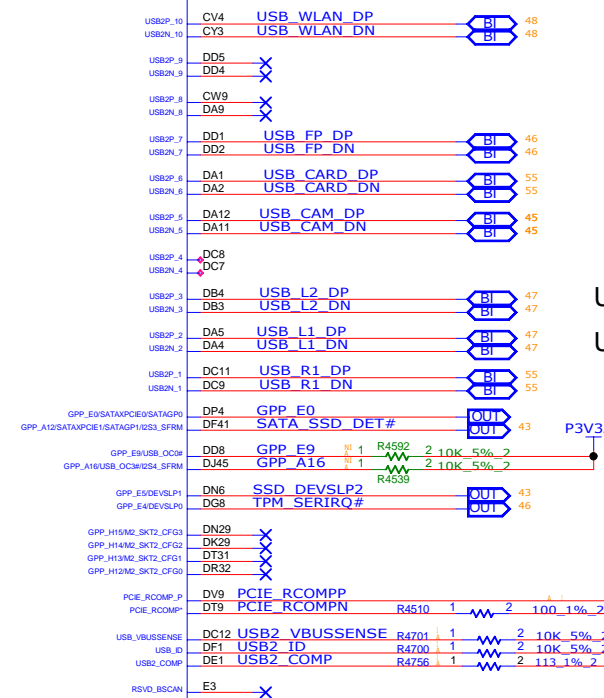 USB2P_10 CV4 USB_WLAN_DP BI 48
USB2N_10 CY3 USB_WLAN_DN BI 48
USB2P_9 DD5
USB2N_9 DD4
USB2P_8 CW9
USB2N_8 DA9
USB2P_7 DD1 USB_FP_DP BI 46
USB2N_7 DD2 USB_FP_DN BI 46
USB2P_6 DA1 USB_CARD_DP BI 55
USB2N_6 DA2 USB_CARD_DN BI 55
USB2P_5 DA12 USB_CAM_DP BI 45
USB2N_5 DA11 USB_CAM_DN BI 45
USB2P_4 DC8
USB2N_4 DC7
USB2P_3 DB4 USB_L2_DP BI 47
USB2N_3 DB3 USB_L2_DN BI 47
USB2P_2 DA5 USB_L1_DP BI 47
USB2N_2 DA4 USB_L1_DN BI 47
USB2P_1 DC11 USB_R1_DP BI 55
USB2N_1 DC9 USB_R1_DN BI 55
GPP_E0/SATAXPCIE0/SATAGP0 DP4 GPP_E0 OUT
GPP_A12/SATAXPCIE1/SATAGP1/I2S3_SFRM DF41 SATA_SSD_DET# OUT 43
P3V3
GPP_E9/USB_OC0# DD8 GPP_E9 NI 1 R4592 2 10K_5%_2
GPP_A16/USB_OC3#/I2S4_SFRM DJ45 GPP_A16 1 R4539 2 10K_5%_2
GPP_E5/DEVSLP1 DN6 SSD_DEVSLP2 OUT 43
GPP_E4/DEVSLP0 DG8 TPM_SERIRQ# OUT 46
GPP_H15/M2_SKT2_CFG3 DN29
GPP_H14/M2_SKT2_CFG2 DK29
GPP_H13/M2_SKT2_CFG1 DT31
GPP_H12/M2_SKT2_CFG0 DR32
PCIE_RCOMP_P DV9 PCIE_RCOMPP
PCIE_RCOMP* DT9 PCIE_RCOMPN R4510 1 2 100_1%_2
USB_VBUSSENSE DC12 USB2_VBUSSENSE R4701 1 2 10K_5%_2
USB_ID DF1 USB2_ID R4700 1 2 10K_5%_2
USB2_COMP DE1 USB2_COMP R4756 1 2 113_1%_2
RSVD_BSCAN E3